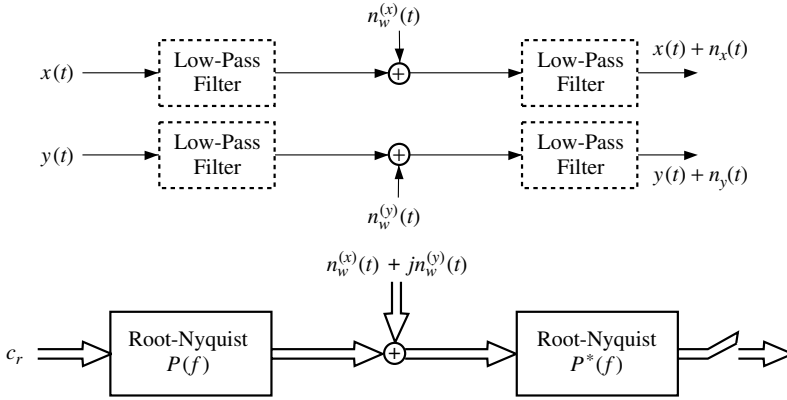 n_w^(x)(t)
x(t) Low-Pass Filter + Low-Pass Filter x(t) + n_x(t)
y(t) Low-Pass Filter + Low-Pass Filter y(t) + n_y(t)
n_w^(y)(t)
n_w^(x)(t) + jn_w^(y)(t)
c_r Root-Nyquist P(f) + Root-Nyquist P*(f)